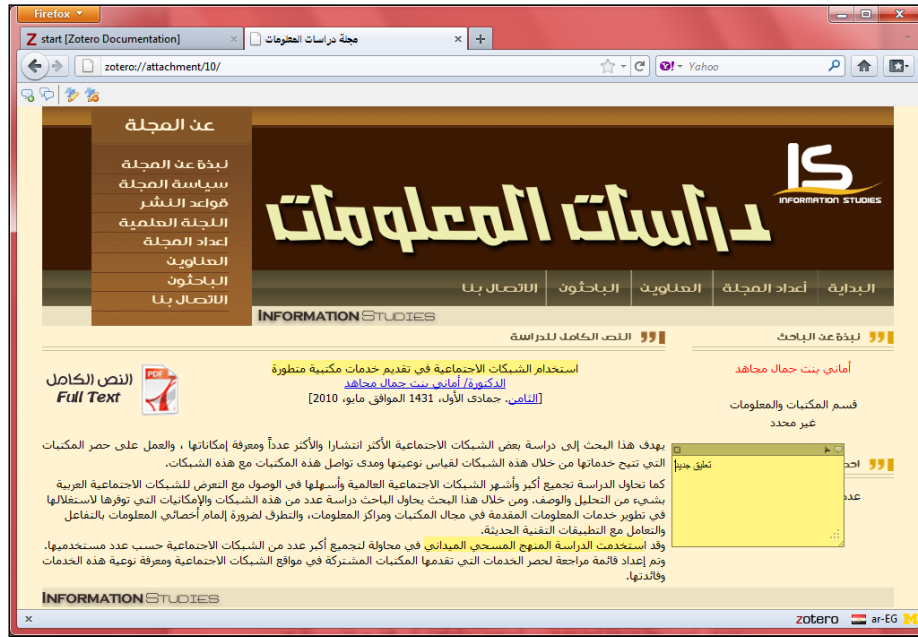 Firefox
start [Zotero Documentation]
مجلة دراسات المعلومات
zotero://attachment/10/
Yahoo
عن المجلة
نبذة عن المجلة
سياسة المجلة
قواعد النشر
اللجنة العلمية
اعداد المجلة
العناوين
الباحثون
الاتصال بنا
IS
INFORMATION STUDIES
دراسات المعلومات
البداية
أعداد المجلة
العناوين
الباحثون
الاتصال بنا
INFORMATION STUDIES
نبذة عن الباحث
أماني بنت جمال مجاهد
قسم المكتبات والمعلومات
غير محدد
تعليق جديد
النص الكامل للدراسة
استخدام الشبكات الاجتماعية في تقديم خدمات مكتبية متطورة
الدكتورة/ أماني بنت جمال مجاهد
[الثامن. جمادى الأول، 1431 الموافق مايو، 2010]
النص الكامل
Full Text
PDF
يهدف هذا البحث إلى دراسة بعض الشبكات الاجتماعية الأكثر انتشارا والأكثر عدداً ومعرفة إمكاناتها ، والعمل على حصر المكتبات
التي تتيح خدماتها من خلال هذه الشبكات لقياس نوعيتها ومدى تواصل هذه المكتبات مع هذه الشبكات.
كما تحاول الدراسة تجميع أكبر وأشهر الشبكات الاجتماعية العالمية وأسهلها في الوصول مع التعرض للشبكات الاجتماعية العربية
بشيء من التحليل والوصف. ومن خلال هذا البحث يحاول الباحث دراسة عدد من هذه الشبكات والإمكانيات التي توفرها لاستغلالها
في تطوير خدمات المعلومات المقدمة في مجال المكتبات ومراكز المعلومات، والتطرق لضرورة إلمام أخصائي المعلومات بالتفاعل
والتعامل مع التطبيقات التقنية الحديثة.
وقد استخدمت الدراسة المنهج المسحي الميداني في محاولة لتجميع أكبر عدد من الشبكات الاجتماعية حسب عدد مستخدميها.
وتم إعداد قائمة مراجعة لحصر الخدمات التي تقدمها المكتبات المشتركة في مواقع الشبكات الاجتماعية ومعرفة نوعية هذه الخدمات
وفائدتها.
INFORMATION STUDIES
zotero
ar-EG